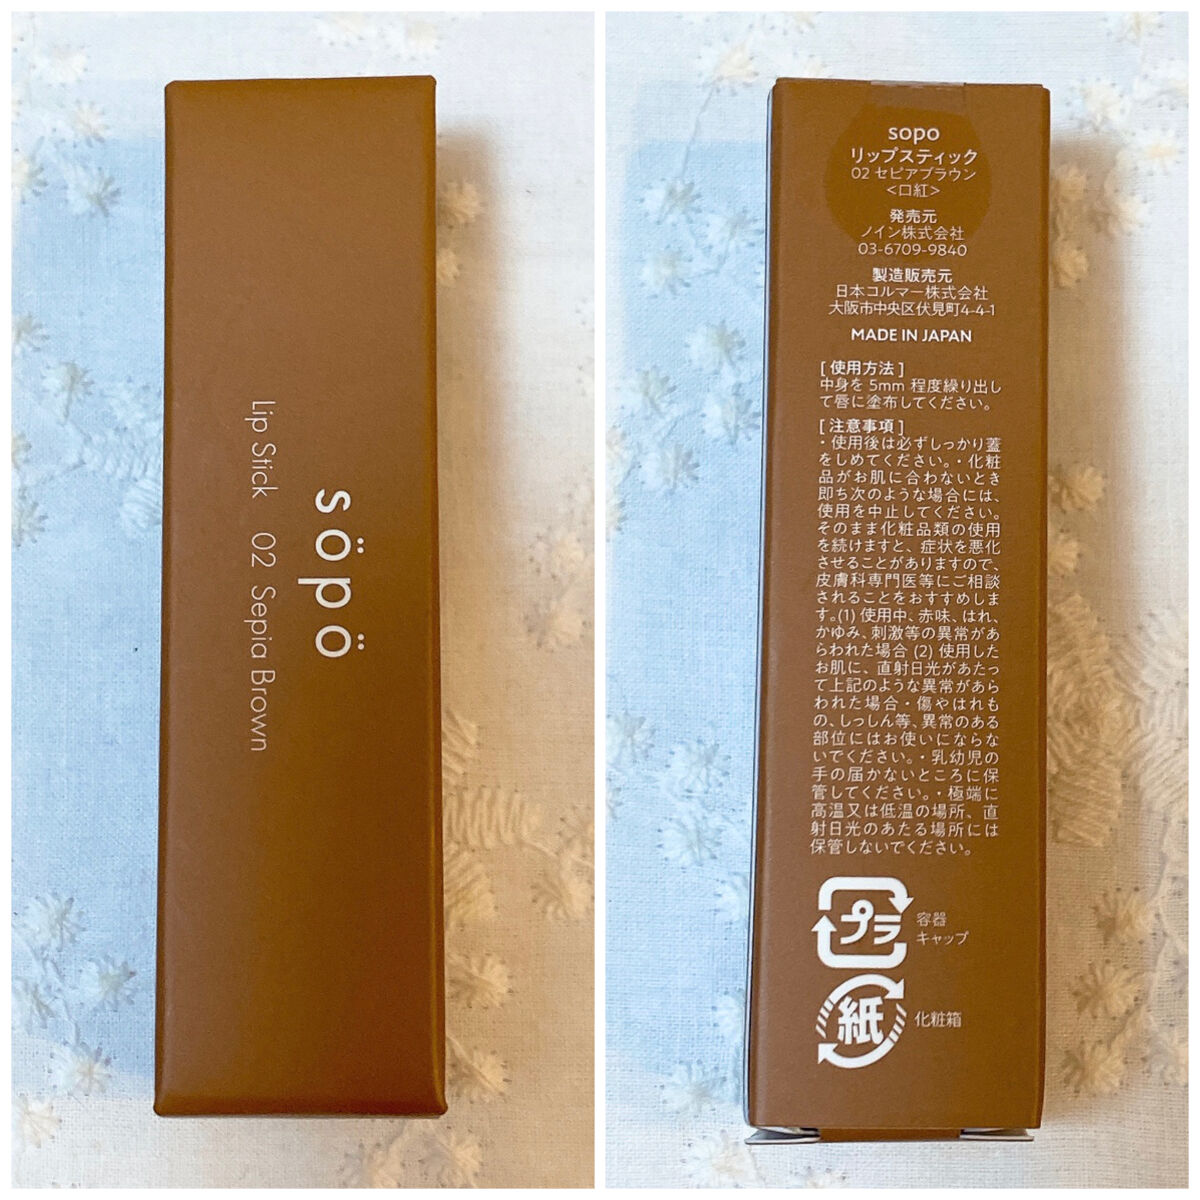 söpö
Lip Stick 02 Sepia Brown
sopo
リップスティック
02 セピアブラウン
<口紅>
発売元
ノイン株式会社
03-6709-9840
製造販売元
日本コルマー株式会社
大阪市中央区伏見町4-4-1
MADE IN JAPAN
[使用方法]
中身を 5mm 程度繰り出し
て唇に塗布してください。
[注意事項]
・使用後は必ずしっかり蓋
をしめてください。・化粧
品がお肌に合わないとき
即ち次のような場合には、
使用を中止してください。
そのまま化粧品類の使用
を続けますと、症状を悪化
させることがありますので、
皮膚科専門医等にご相談
されることをおすすめしま
す。(1) 使用中、赤味、はれ、
かゆみ、刺激等の異常があ
らわれた場合 (2) 使用した
お肌に、直射日光があたっ
て上記のような異常があら
われた場合・傷やはれも
の、しっしん等、異常のある
部位にはお使いにならな
いでください。・乳幼児の
手の届かないところに保
管してください。・極端に
高温又は低温の場所、直
射日光のあたる場所には
保管しないでください。
プラ
容器
キャップ
紙
化粧箱